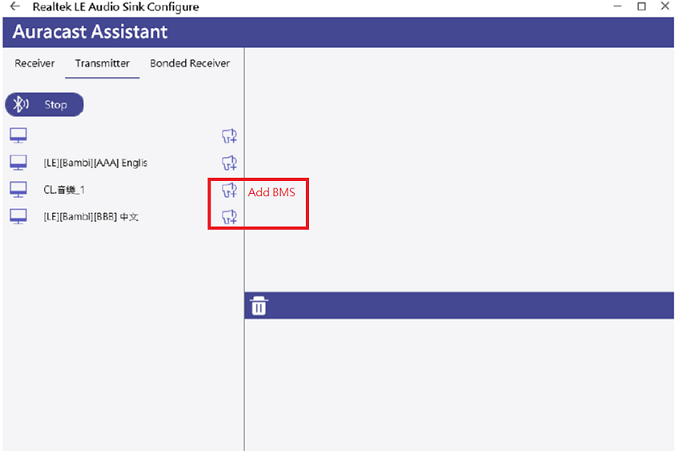 Realtek LE Audio Sink Configure
Auracast Assistant
Receiver Transmitter Bonded Receiver
Stop
[LE][Bambi][AAA] Englis
CL.音樂_1
Add BMS
[LE][Bambi][BBB] 中文